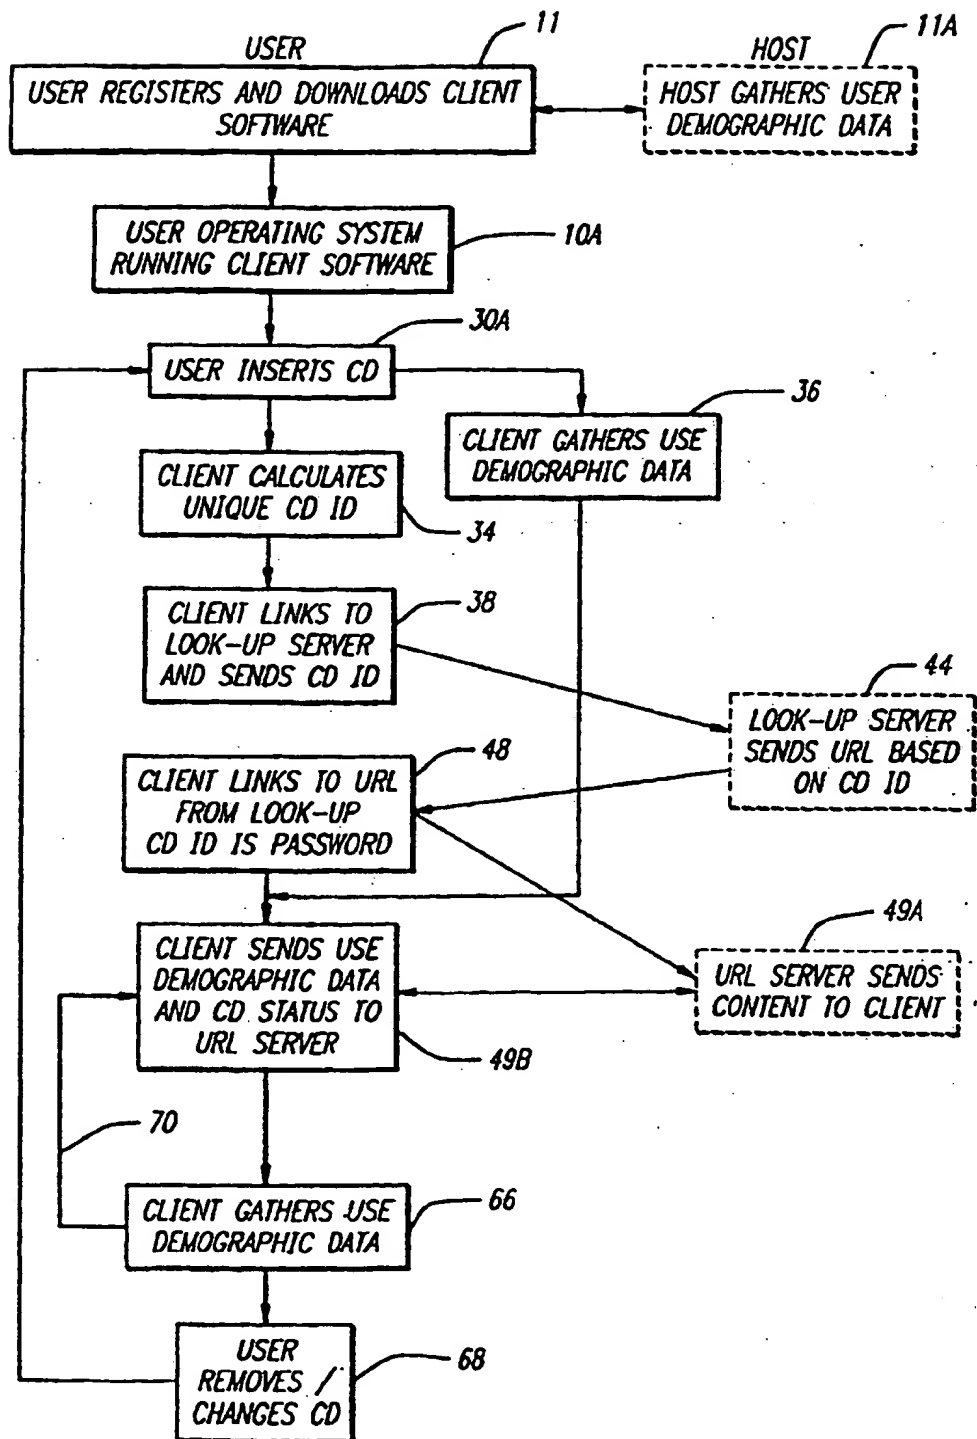 11
USER
USER REGISTERS AND DOWNLOADS CLIENT
SOFTWARE
11A
HOST
HOST GATHERS USER
DEMOGRAPHIC DATA
USER OPERATING SYSTEM
RUNNING CLIENT SOFTWARE
10A
30A
USER INSERTS CD
36
CLIENT GATHERS USE
DEMOGRAPHIC DATA
CLIENT CALCULATES
UNIQUE CD ID
34
38
CLIENT LINKS TO
LOOK-UP SERVER
AND SENDS CD ID
44
LOOK-UP SERVER
SENDS URL BASED
ON CD ID
48
CLIENT LINKS TO URL
FROM LOOK-UP
CD ID IS PASSWORD
49A
URL SERVER SENDS
CONTENT TO CLIENT
CLIENT SENDS USE
DEMOGRAPHIC DATA
AND CD STATUS TO
URL SERVER
49B
70
66
CLIENT GATHERS USE
DEMOGRAPHIC DATA
USER
REMOVES /
CHANGES CD
68